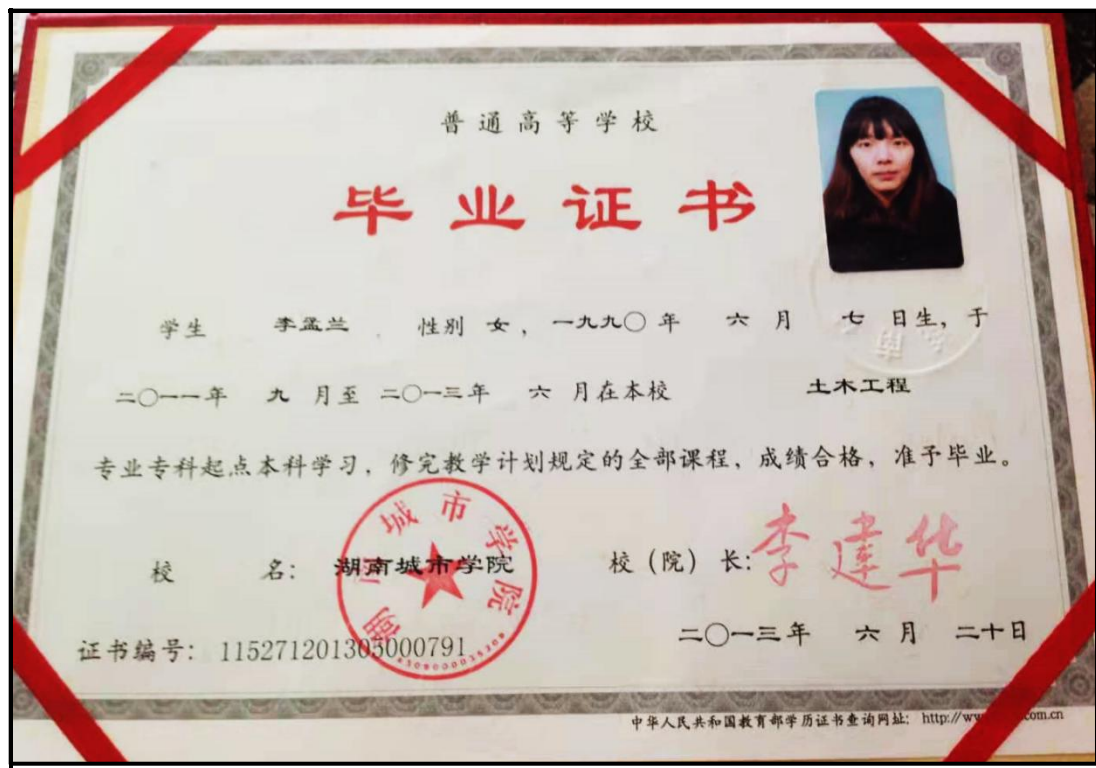 普通高等学校
毕业证书
学生 李孟兰 性别 女，一九九〇年 六 月 七 日生，于
二〇一一年 九 月至 二〇一三年 六 月在本校 土木工程
专业专科起点本科学习，修完教学计划规定的全部课程，成绩合格，准予毕业。
湖南城市学院
校 名：湖南城市学院 校（院）长：李建华
二〇一三年 六 月 二十日
证书编号：115271201305000791
中华人民共和国教育部学历证书查询网址：http://ww
om.cn